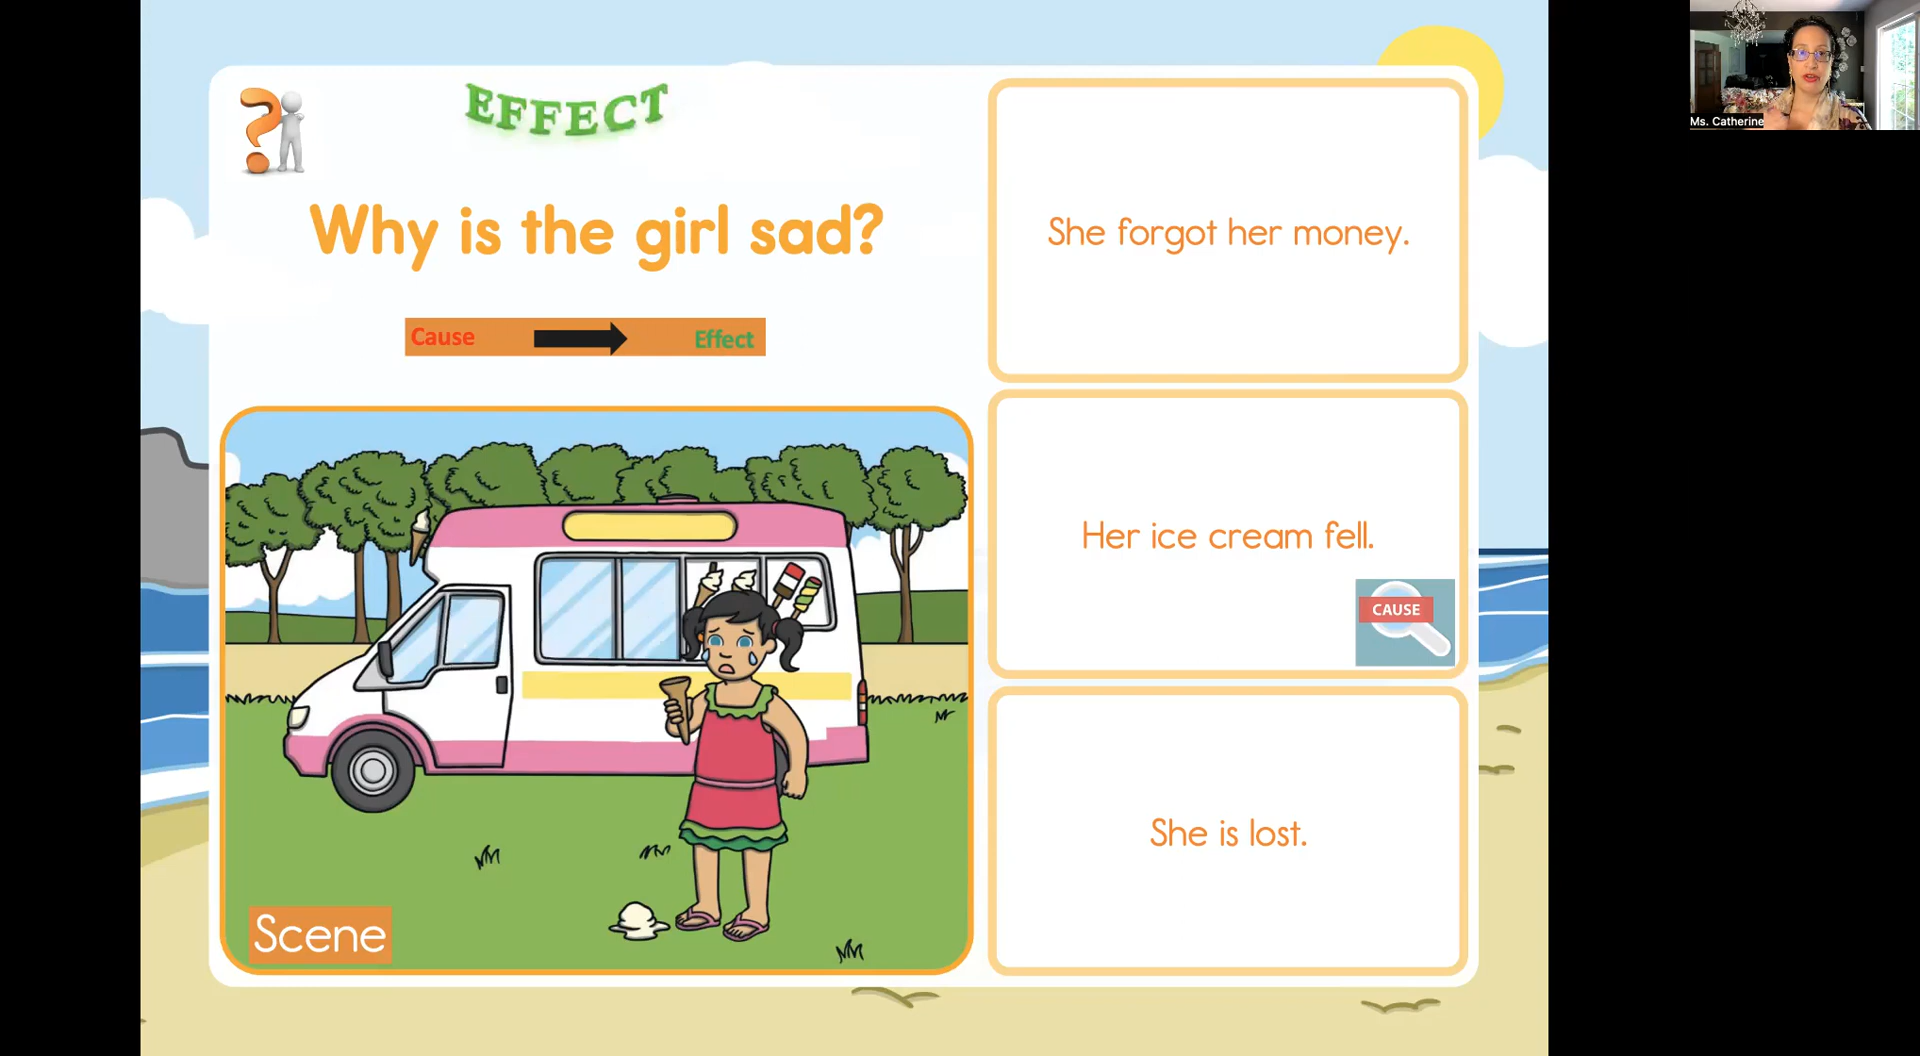 EFFECT
Why is the girl sad?
Cause Effect
Scene
She forgot her money.
Her ice cream fell.
CAUSE
She is lost.
Ms. Catherine